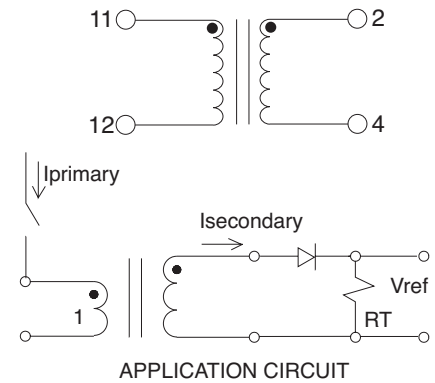 11
2
12
4
Iprimary
Isecondary
1
Vref
RT
APPLICATION CIRCUIT